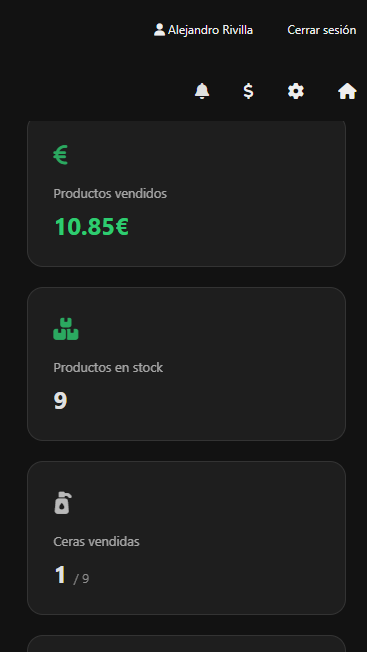 Alejandro Rivilla Cerrar sesión
Productos vendidos
10.85€
Productos en stock
9
Ceras vendidas
1 / 9